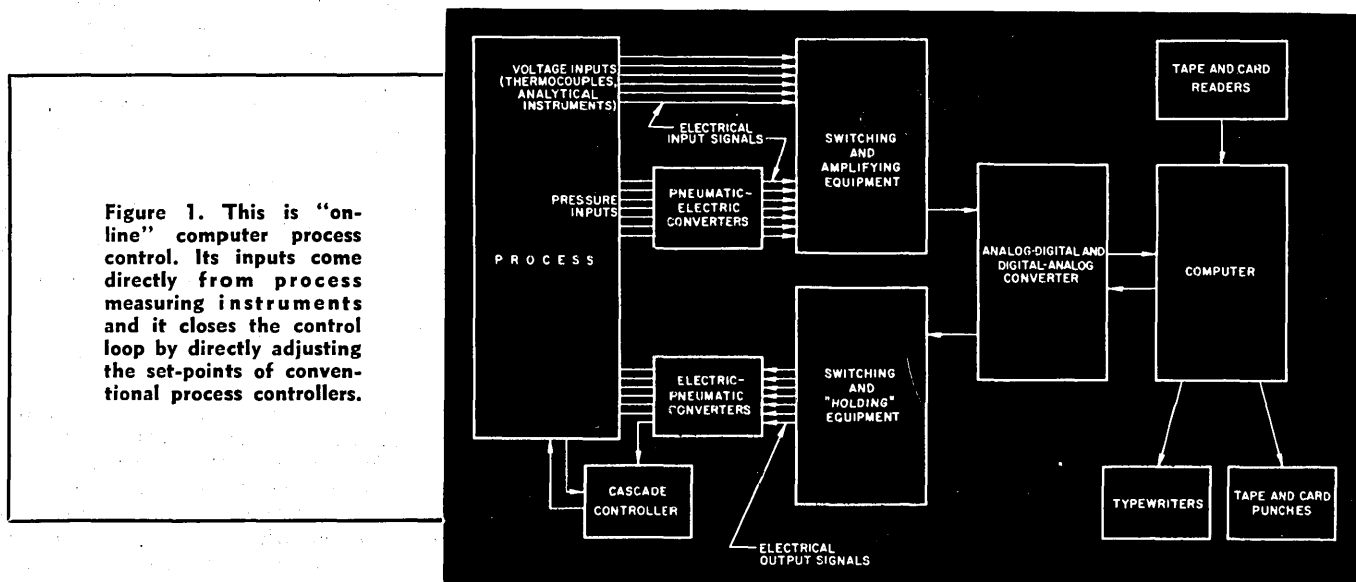 Figure 1. This is "on-
line" computer process
control. Its inputs come
directly from process
measuring instruments
and it closes the control
loop by directly adjusting
the set-points of conven-
tional process controllers.
VOLTAGE INPUTS
(THERMOCOUPLES,
ANALYTICAL
INSTRUMENTS)
ELECTRICAL
INPUT SIGNALS
PRESSURE
INPUTS
PROCESS
PNEUMATIC-
ELECTRIC
CONVERTERS
SWITCHING
AND
AMPLIFYING
EQUIPMENT
ANALOG-DIGITAL AND
DIGITAL-ANALOG
CONVERTER
TAPE AND CARD
READERS
COMPUTER
ELECTRIC-
PNEUMATIC
CONVERTERS
SWITCHING
AND
"HOLDING"
EQUIPMENT
CASCADE
CONTROLLER
ELECTRICAL
OUTPUT SIGNALS
TYPEWRITERS
TAPE AND CARD
PUNCHES